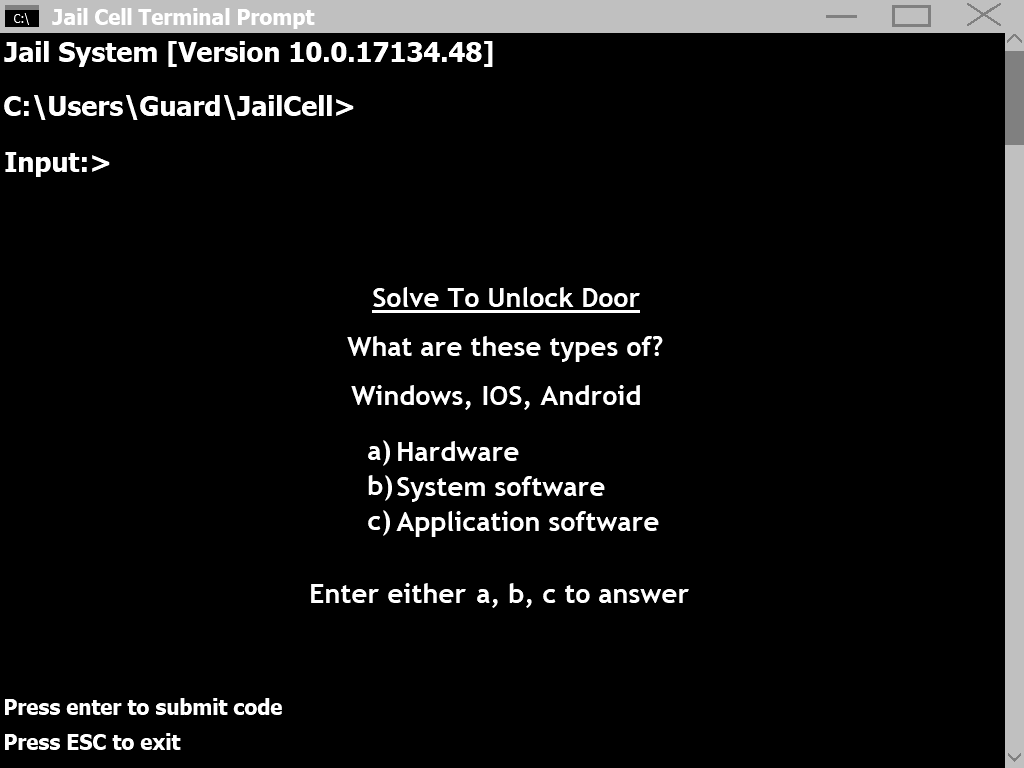 C:\ Jail Cell Terminal Prompt
Jail System [Version 10.0.17134.48]
C:\Users\Guard\JailCell>
Input:>
Solve To Unlock Door
What are these types of?
Windows, IOS, Android
a) Hardware
b) System software
c) Application software
Enter either a, b, c to answer
Press enter to submit code
Press ESC to exit